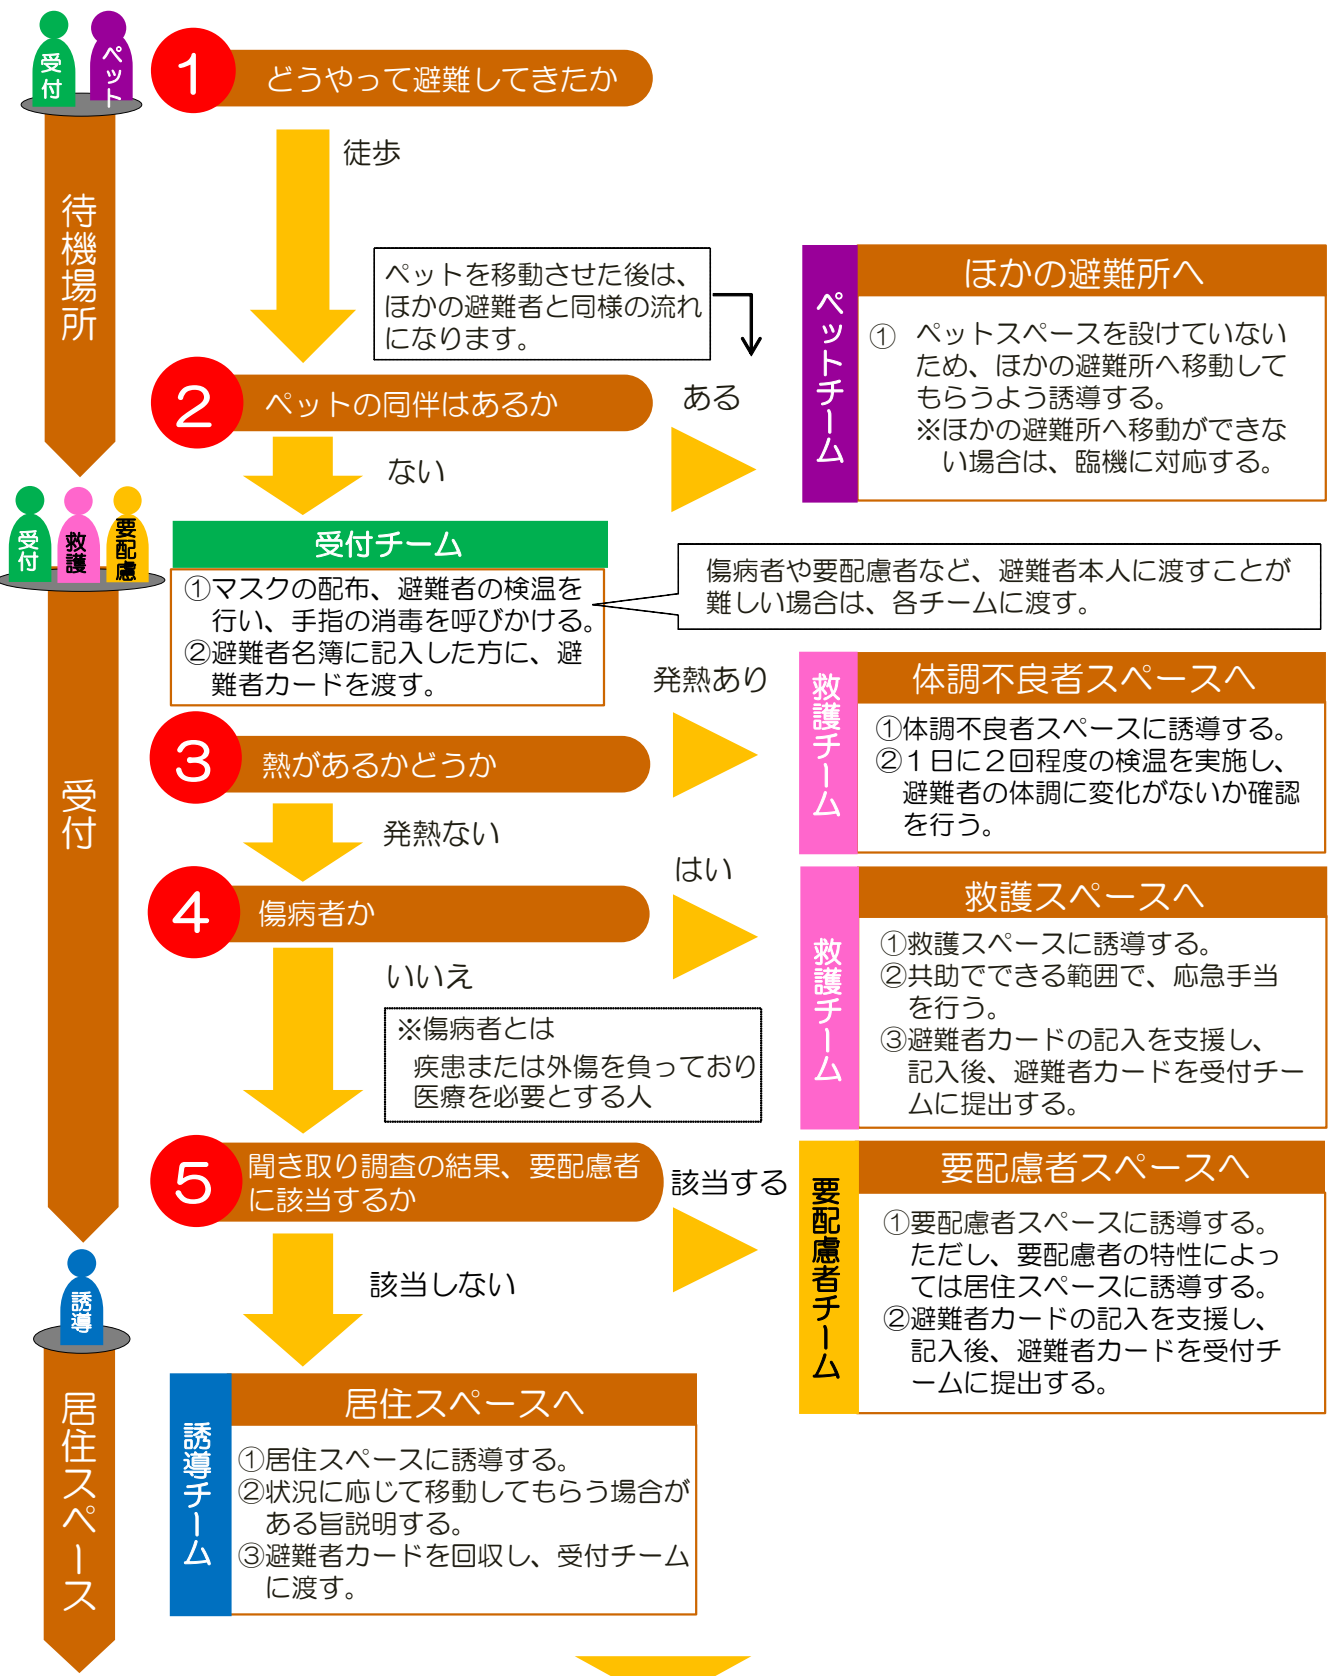 受付
ペット
1
どうやって避難してきたか
徒歩
待機場所
ペットを移動させた後は、
ほかの避難者と同様の流れ
になります。
ペットチーム
ほかの避難所へ
① ペットスペースを設けていない
ため、ほかの避難所へ移動して
もらうよう誘導する。
※ほかの避難所へ移動ができな
い場合は、臨機に対応する。
2
ペットの同伴はあるか
ある
ない
受付
救護
要配慮
受付チーム
①マスクの配布、避難者の検温を
行い、手指の消毒を呼びかける。
②避難者名簿に記入した方に、避
難者カードを渡す。
傷病者や要配慮者など、避難者本人に渡すことが
難しい場合は、各チームに渡す。
受付
3
熱があるかどうか
発熱あり
発熱ない
救護チーム
体調不良者スペースへ
①体調不良者スペースに誘導する。
②1日に2回程度の検温を実施し、
避難者の体調に変化がないか確認
を行う。
4
傷病者か
はい
いいえ
※傷病者とは
疾患または外傷を負っており
医療を必要とする人
救護チーム
救護スペースへ
①救護スペースに誘導する。
②共助でできる範囲で、応急手当
を行う。
③避難者カードの記入を支援し、
記入後、避難者カードを受付チー
ムに提出する。
5
聞き取り調査の結果、要配慮者
に該当するか
該当する
該当しない
要配慮者チーム
要配慮者スペースへ
①要配慮者スペースに誘導する。
ただし、要配慮者の特性によっ
ては居住スペースに誘導する。
②避難者カードの記入を支援し、
記入後、避難者カードを受付チ
ームに提出する。
誘導
居住スペース
誘導チーム
居住スペースへ
①居住スペースに誘導する。
②状況に応じて移動してもらう場合が
ある旨説明する。
③避難者カードを回収し、受付チーム
に渡す。